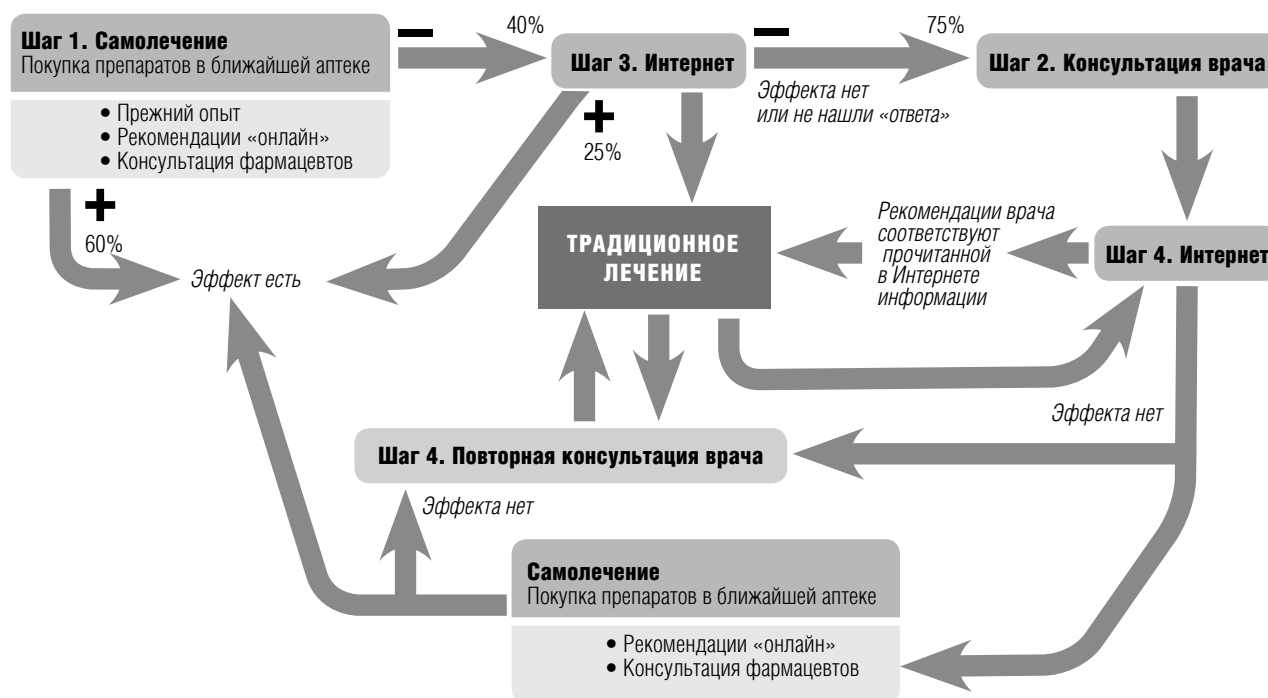 Шаг 1. Самолечение
Покупка препаратов в ближайшей аптеке
• Прежний опыт
• Рекомендации «онлайн»
• Консультация фармацевтов
– 40%
Шаг 3. Интернет
– 75%
Эффекта нет
или не нашли «ответа»
Шаг 2. Консультация врача
+
60%
+
25%
Эффект есть
ТРАДИЦИОННОЕ
ЛЕЧЕНИЕ
Рекомендации врача
соответствуют
прочитанной
в Интернете
информации
Шаг 4. Интернет
Эффекта нет
Шаг 4. Повторная консультация врача
Эффекта нет
Самолечение
Покупка препаратов в ближайшей аптеке
• Рекомендации «онлайн»
• Консультация фармацевтов